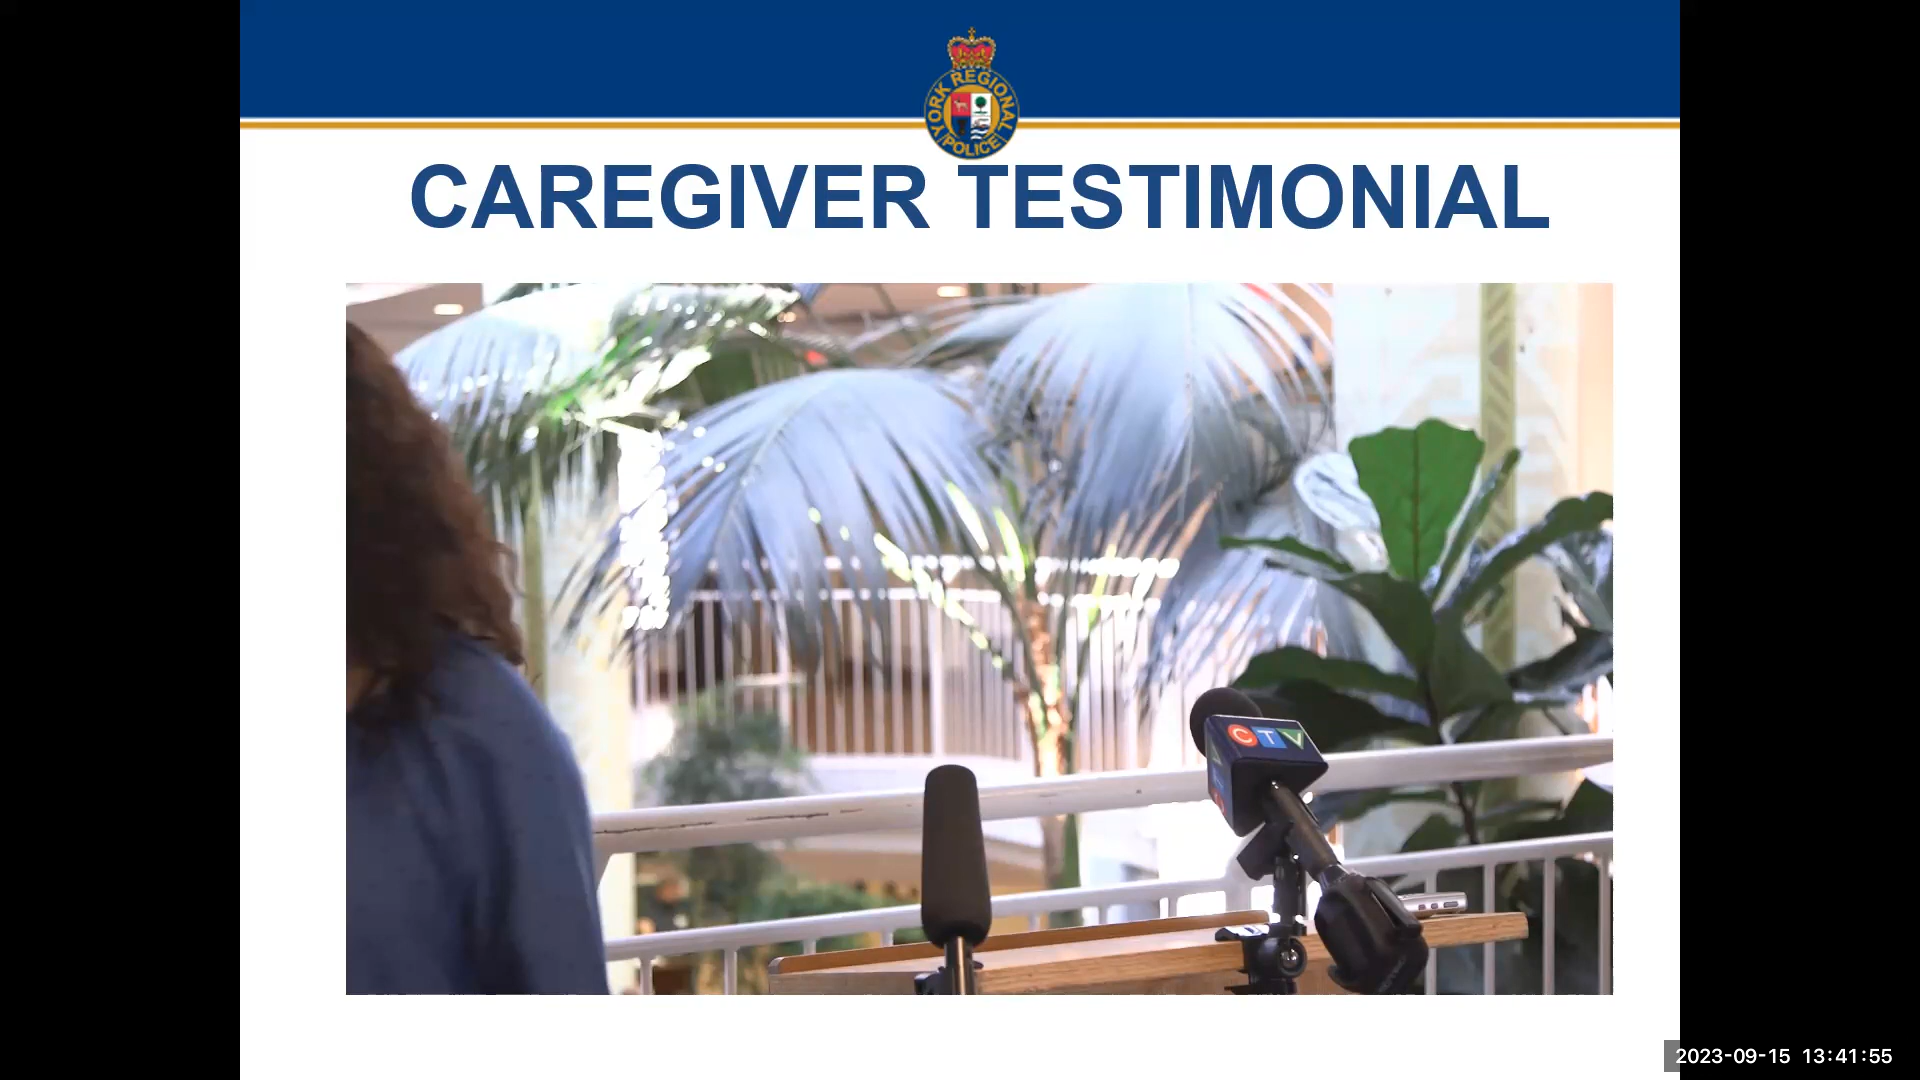 YORK REGIONAL
POLICE
CAREGIVER TESTIMONIAL
CTV
2023-09-15 13:41:55